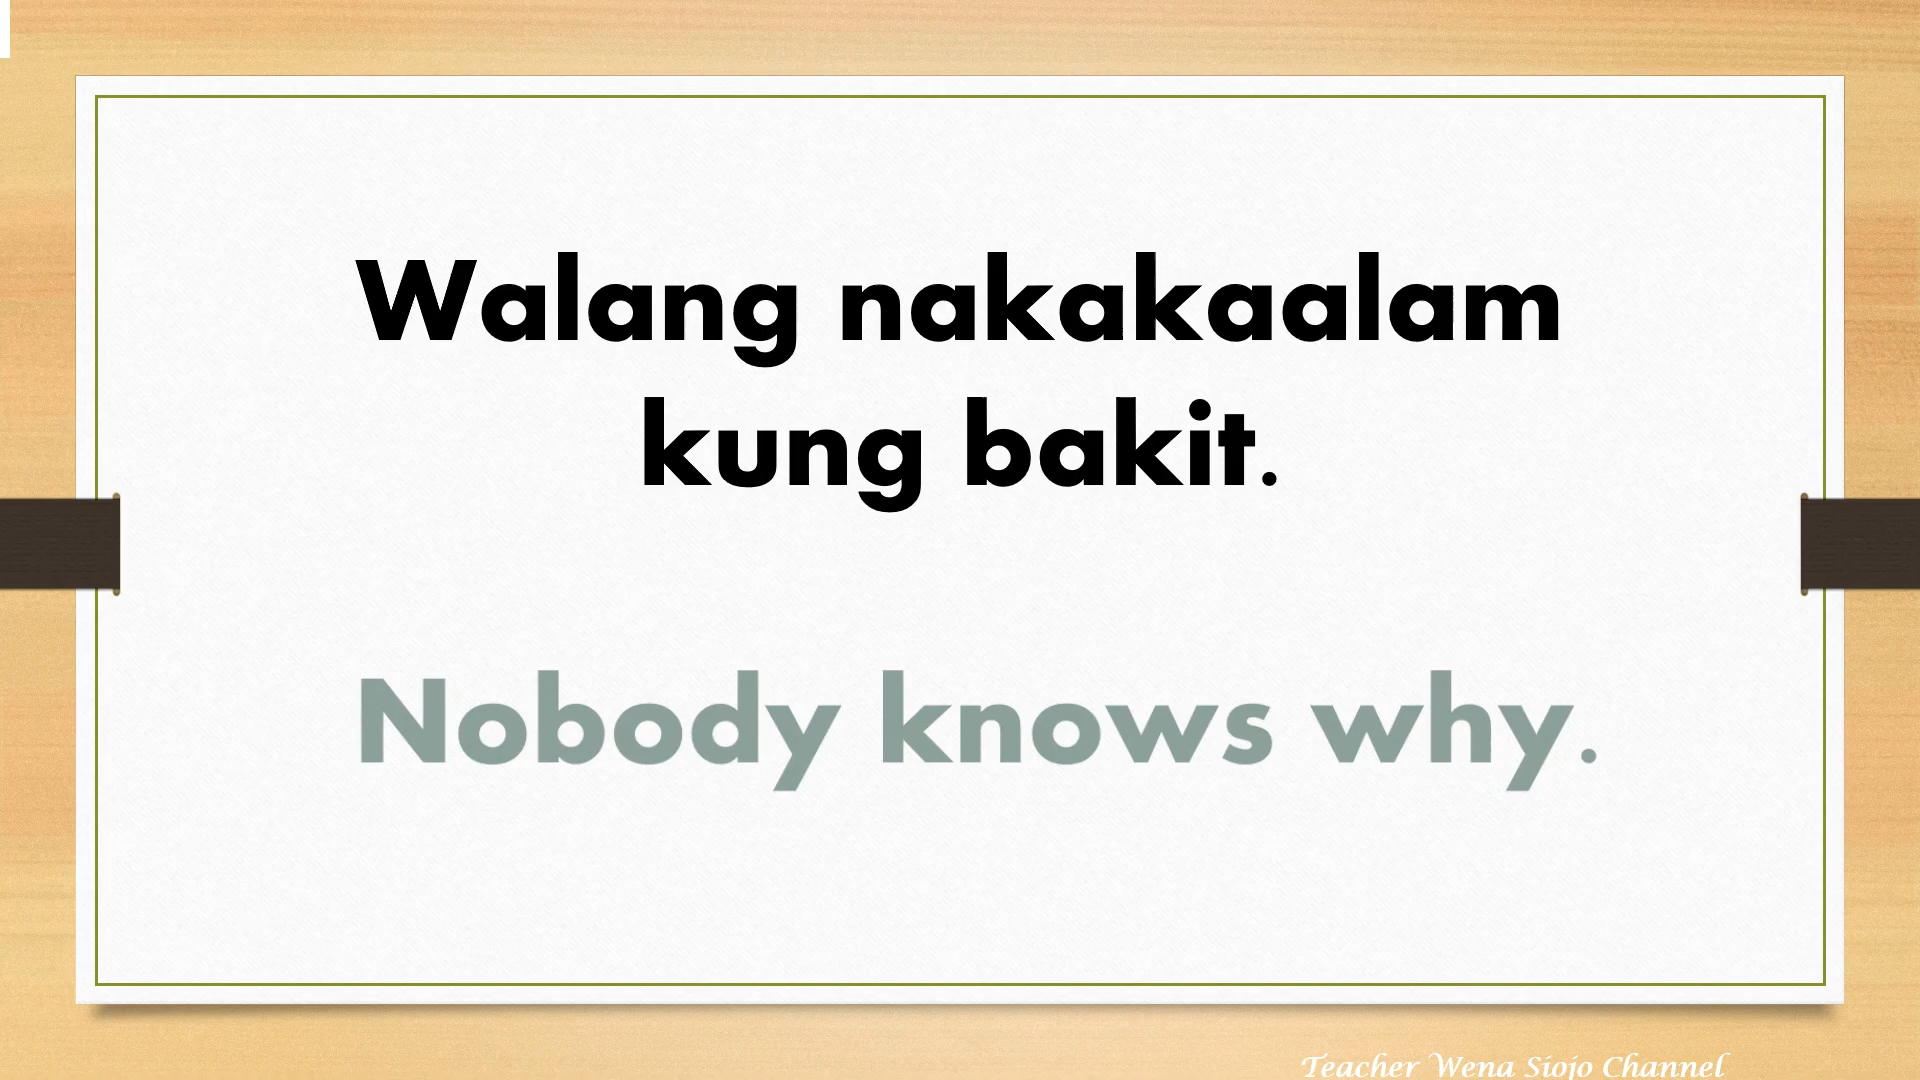 Walang nakakaalam
kung bakit.
Nobody knows why.
Teacher Wena Siojo Channel